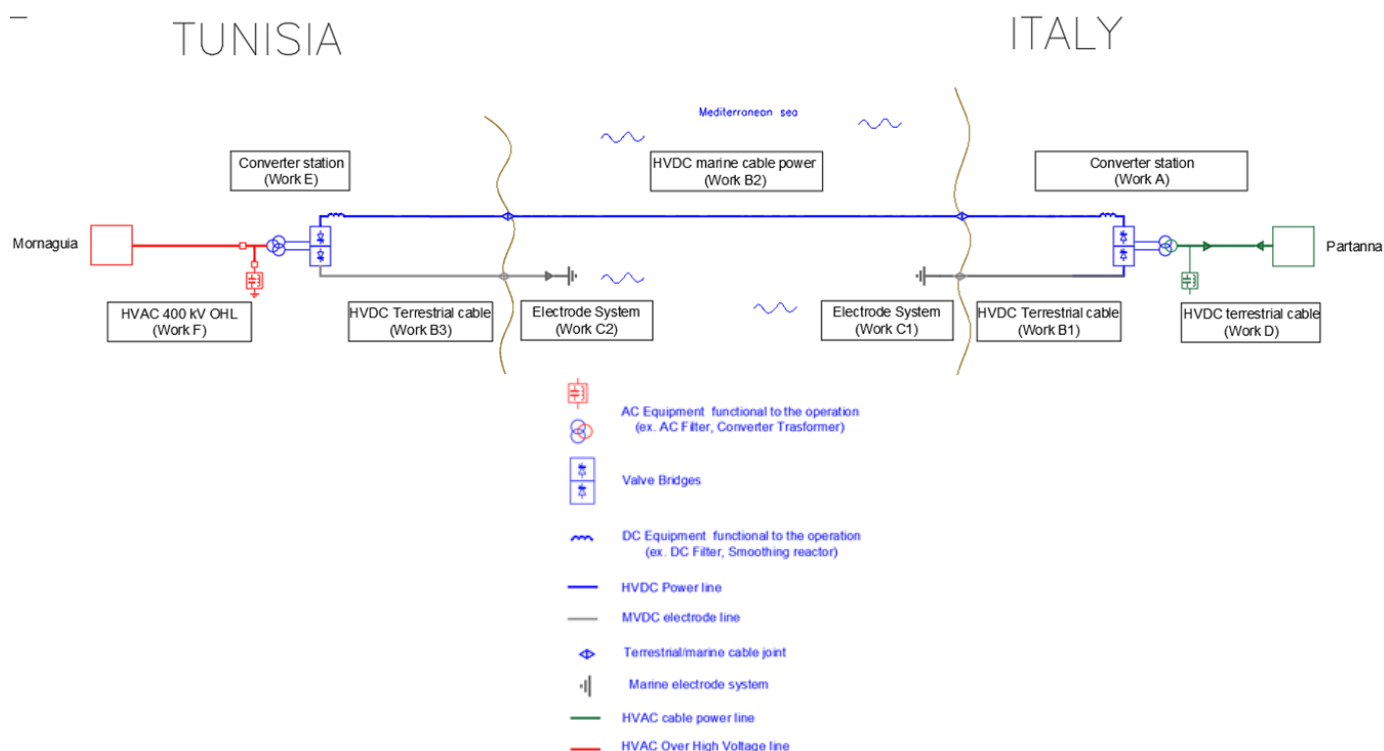 TUNISIA
ITALY
Mediterranean sea
Converter station
(Work E)
HVDC marine cable power
(Work B2)
Converter station
(Work A)
Mornaguia
Partanna
HVAC 400 kV OHL
(Work F)
HVDC Terrestrial cable
(Work B3)
Electrode System
(Work C2)
Electrode System
(Work C1)
HVDC Terrestrial cable
(Work B1)
HVDC terrestrial cable
(Work D)
AC Equipment functional to the operation
(ex. AC Filter, Converter Trasformer)
Valve Bridges
DC Equipment functional to the operation
(ex. DC Filter, Smoothing reactor)
HVDC Power line
MVDC electrode line
Terrestrial/marine cable joint
Marine electrode system
HVAC cable power line
HVAC Over High Voltage line